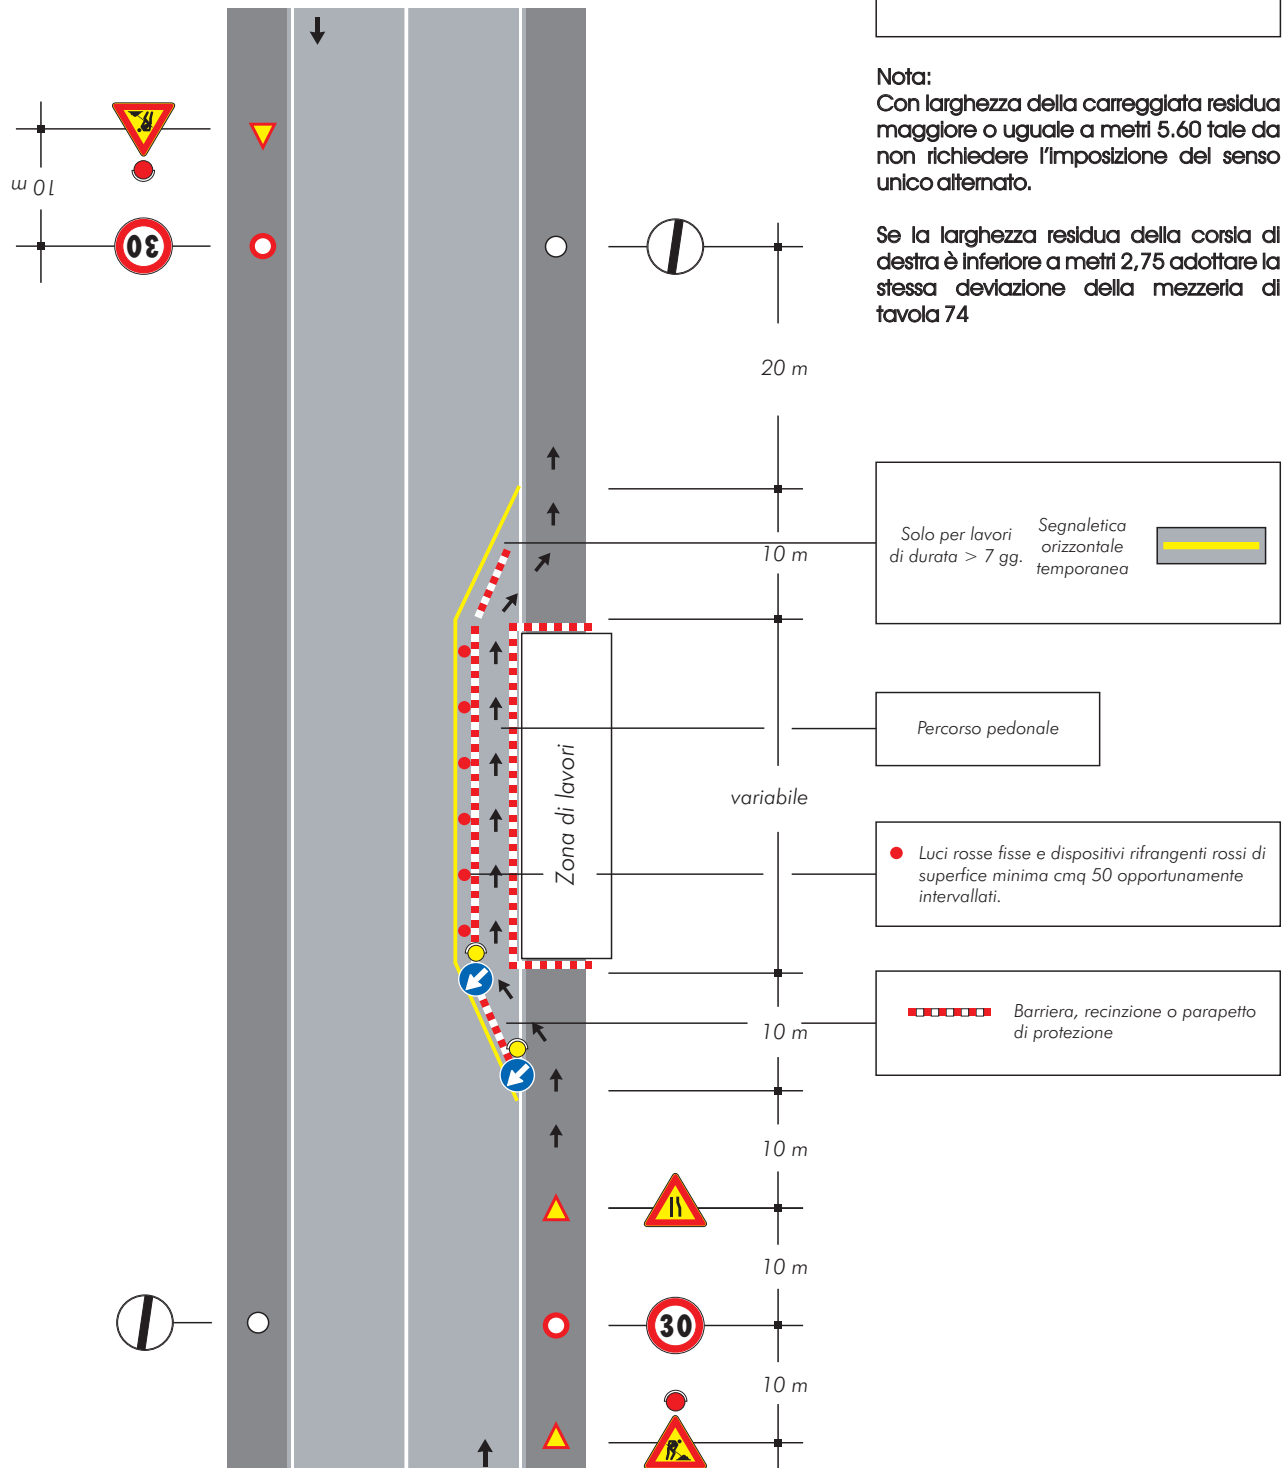 Nota:
Con larghezza della carreggiata residua
maggiore o uguale a metri 5.60 tale da
non richiedere l'imposizione del senso
unico alternato.
Se la larghezza residua della corsia di
destra è inferiore a metri 2,75 adottare la
stessa deviazione della mezzeria di
tavola 74
10 m
30
20 m
10 m
Solo per lavori
di durata > 7 gg.
Segnaletica
orizzontale
temporanea
Percorso pedonale
Zona di lavori
variabile
Luci rosse fisse e dispositivi rifrangenti rossi di
superfice minima cmq 50 opportunamente
intervallati.
Barriera, recinzione o parapetto
di protezione
10 m
10 m
10 m
30
10 m